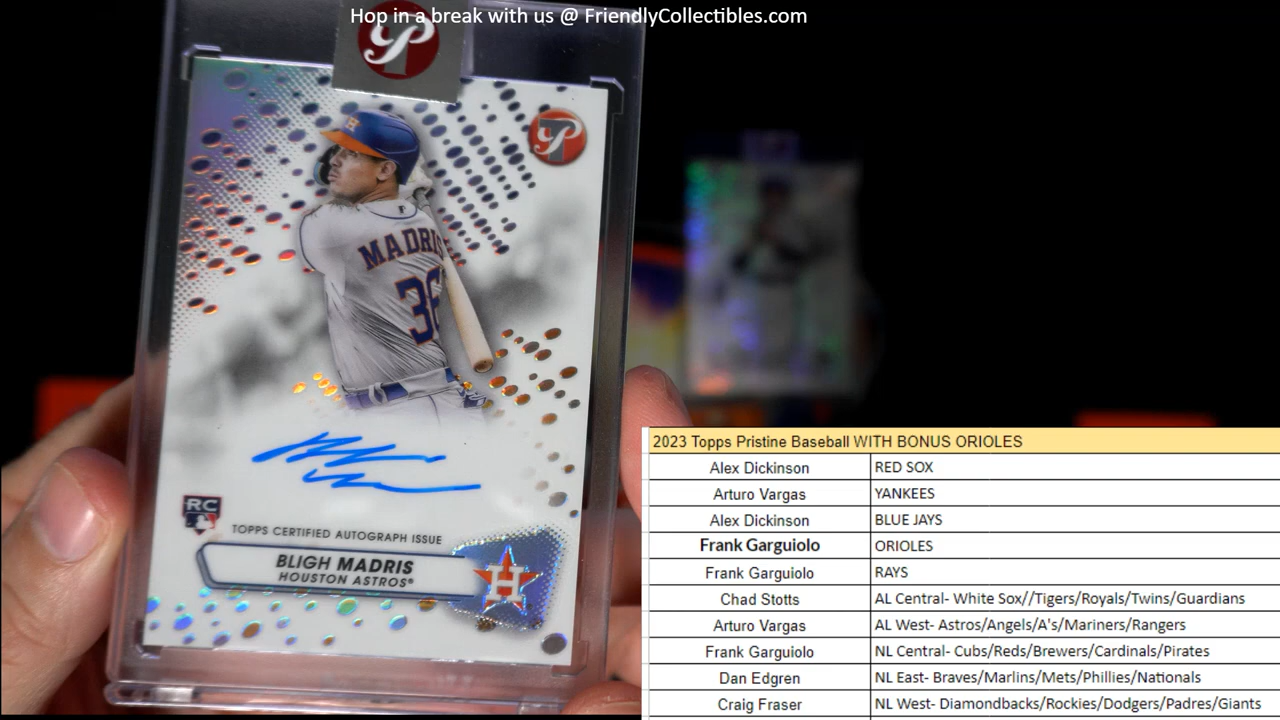 Hop in a break with us @ FriendlyCollectibles.com
MADRIS
36
RC
TOPPS CERTIFIED AUTOGRAPH ISSUE
BLIGH MADRIS
HOUSTON ASTROS®
H
2023 Topps Pristine Baseball WITH BONUS ORIOLES
Alex Dickinson RED SOX
Arturo Vargas YANKEES
Alex Dickinson BLUE JAYS
Frank Garguiolo ORIOLES
Frank Garguiolo RAYS
Chad Stotts AL Central- White Sox//Tigers/Royals/Twins/Guardians
Arturo Vargas AL West- Astros/Angels/A's/Mariners/Rangers
Frank Garguiolo NL Central- Cubs/Reds/Brewers/Cardinals/Pirates
Dan Edgren NL East- Braves/Marlins/Mets/Phillies/Nationals
Craig Fraser NL West- Diamondbacks/Rockies/Dodgers/Padres/Giants